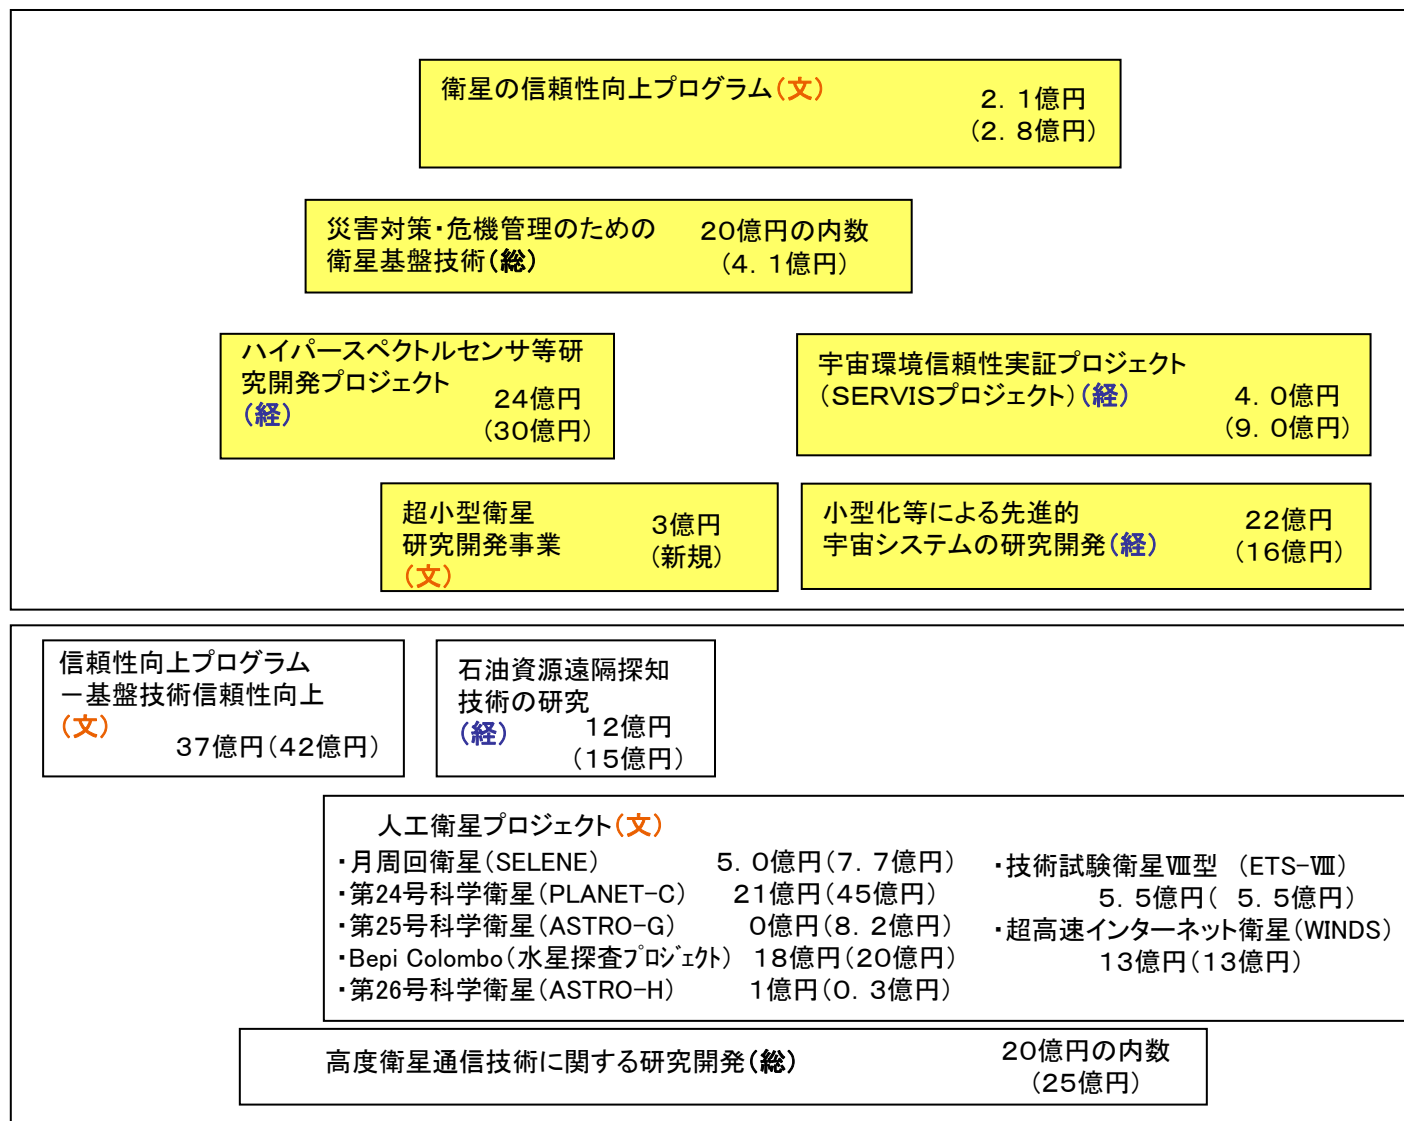 衛星の信頼性向上プログラム(文)
2．1億円
(2．8億円)
災害対策・危機管理のための
衛星基盤技術(総)
20億円の内数
(4．1億円)
ハイパースペクトルセンサ等研
究開発プロジェクト
(経)
24億円
(30億円)
宇宙環境信頼性実証プロジェクト
(SERVISプロジェクト)(経)
4．0億円
(9．0億円)
超小型衛星
研究開発事業
(文)
3億円
(新規)
小型化等による先進的
宇宙システムの研究開発(経)
22億円
(16億円)
信頼性向上プログラム
－基盤技術信頼性向上
(文)
37億円(42億円)
石油資源遠隔探知
技術の研究
(経)
12億円
(15億円)
人工衛星プロジェクト(文)
・月周回衛星(SELENE) 5．0億円(7．7億円)
・第24号科学衛星(PLANET-C) 21億円(45億円)
・第25号科学衛星(ASTRO-G) 0億円(8．2億円)
・Bepi Colombo(水星探査ﾌﾟﾛｼﾞｪｸﾄ) 18億円(20億円)
・第26号科学衛星(ASTRO-H) 1億円(0．3億円)
・技術試験衛星Ⅷ型 (ETS-Ⅷ)
5．5億円( 5．5億円)
・超高速インターネット衛星(WINDS)
13億円(13億円)
高度衛星通信技術に関する研究開発(総)
20億円の内数
(25億円)